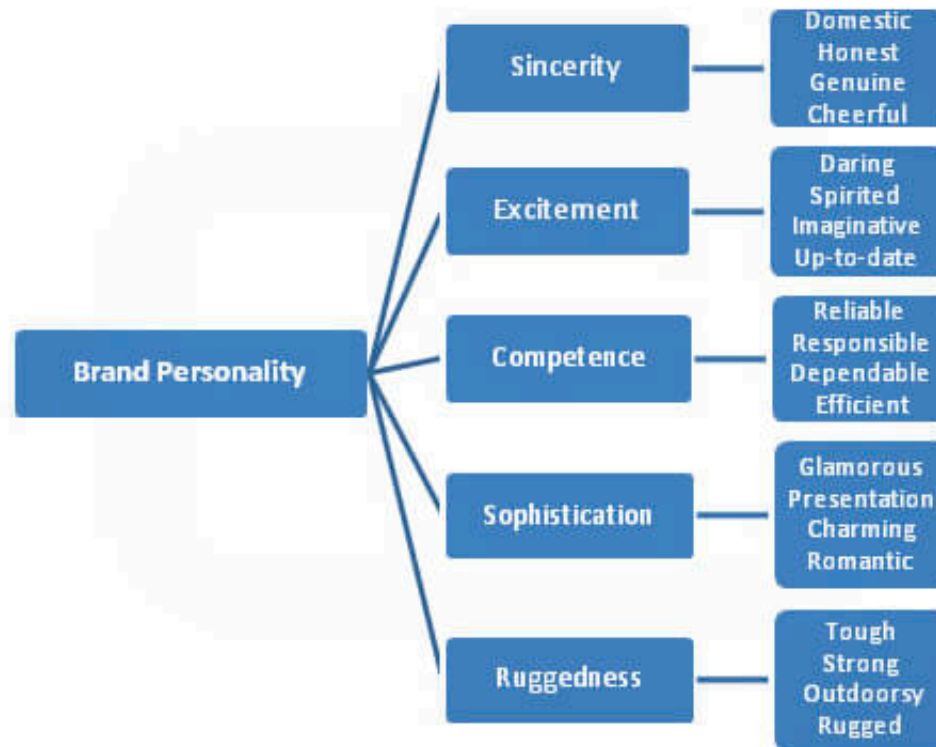 Brand Personality
Sincerity
Domestic
Honest
Genuine
Cheerful
Excitement
Daring
Spirited
Imaginative
Up-to-date
Competence
Reliable
Responsible
Dependable
Efficient
Sophistication
Glamorous
Presentation
Charming
Romantic
Ruggedness
Tough
Strong
Outdoorsy
Rugged